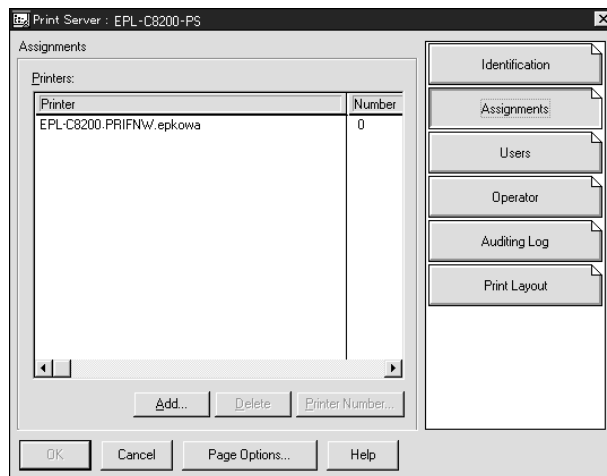 Print Server : EPL-C8200-PS
Assignments
Printers:
Printer Number
EPL-C8200.PRIFNW.epkowa 0
Add... Delete Printer Number...
OK Cancel Page Options... Help
Identification
Assignments
Users
Operator
Auditing Log
Print Layout